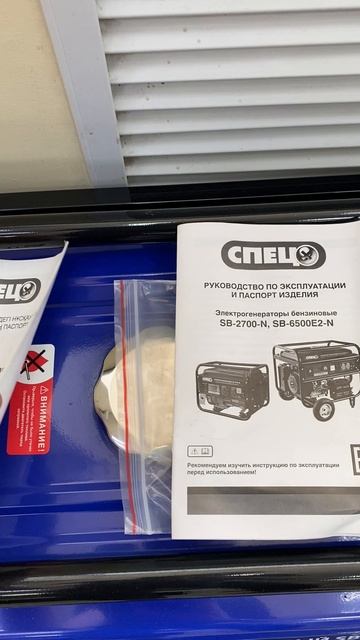 СПЕЦ
РУКОВОДСТВО ПО ЭКСПЛУАТАЦИИ
И ПАСПОРТ ИЗДЕЛИЯ
Электрогенераторы бензиновые
SB-2700-N, SB-6500E2-N
Рекомендуем изучить инструкцию по эксплуатации
перед использованием!
ПАСПОРТ
ВНИМАНИЕ!